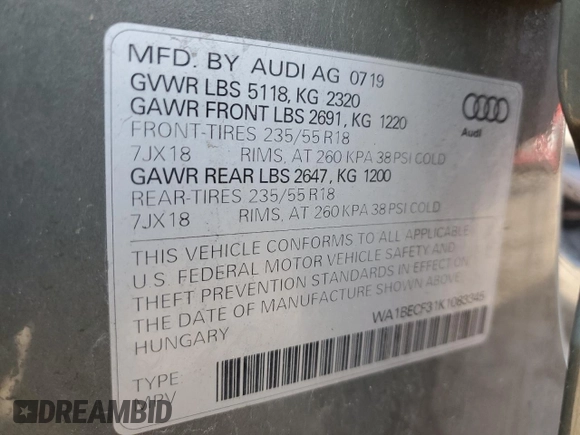 MFD. BY AUDI AG 07 19
GVWR LBS 5118, KG 2320
GAWR FRONT LBS 2691, KG 1220
FRONT-TIRES 235/55 R18
7JX18 RIMS, AT 260 KPA 38 PSI COLD
GAWR REAR LBS 2647, KG 1200
REAR-TIRES 235/55 R18
7JX18 RIMS, AT 260 KPA 38 PSI COLD
Audi
THIS VEHICLE CONFORMS TO ALL APPLICABLE
U.S. FEDERAL MOTOR VEHICLE SAFETY AND
THEFT PREVENTION STANDARDS IN EFFECT ON
THE DATE OF MANUFACTURE SHOWN ABOVE.
HUNGARY
WA1BECF31K1083345
TYPE
MPV
DREAMBID